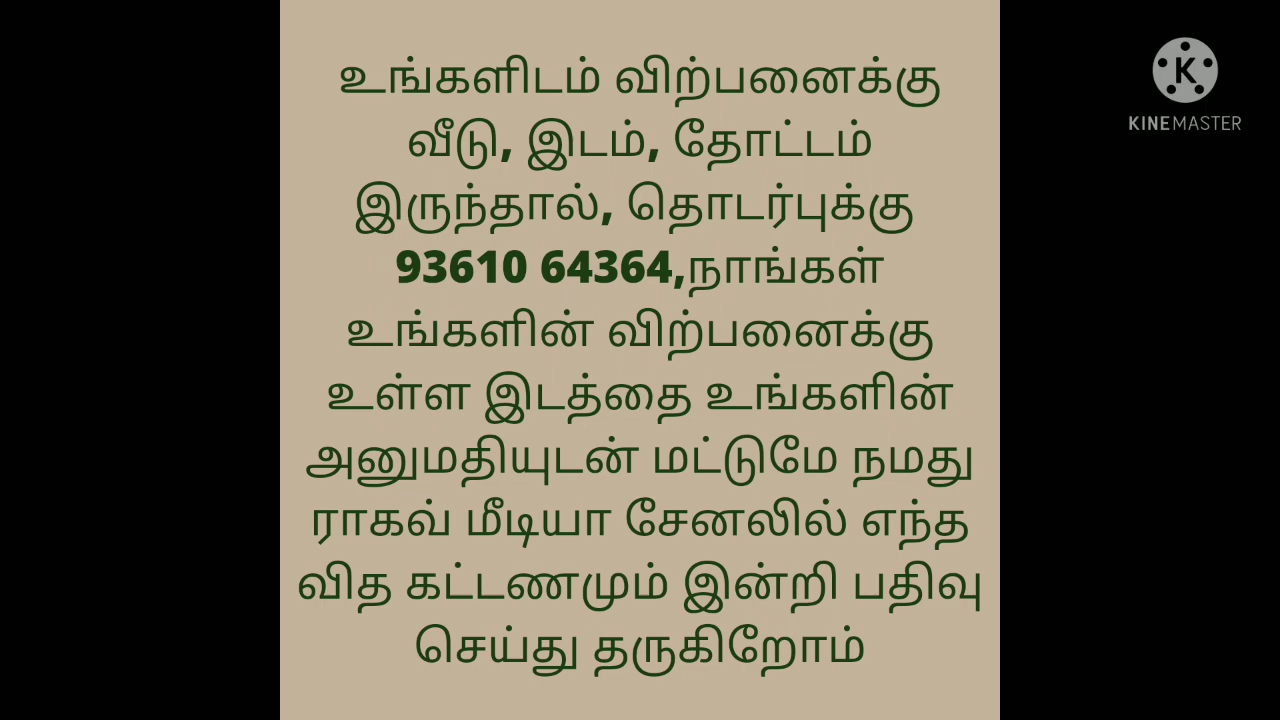 உங்களிடம் விற்பனைக்கு
வீடு, இடம், தோட்டம்
இருந்தால், தொடர்புக்கு
93610 64364,நாங்கள்
உங்களின் விற்பனைக்கு
உள்ள இடத்தை உங்களின்
அனுமதியுடன் மட்டுமே நமது
ராகவ் மீடியா சேனலில் எந்த
வித கட்டணமும் இன்றி பதிவு
செய்து தருகிறோம்
K
KINEMASTER